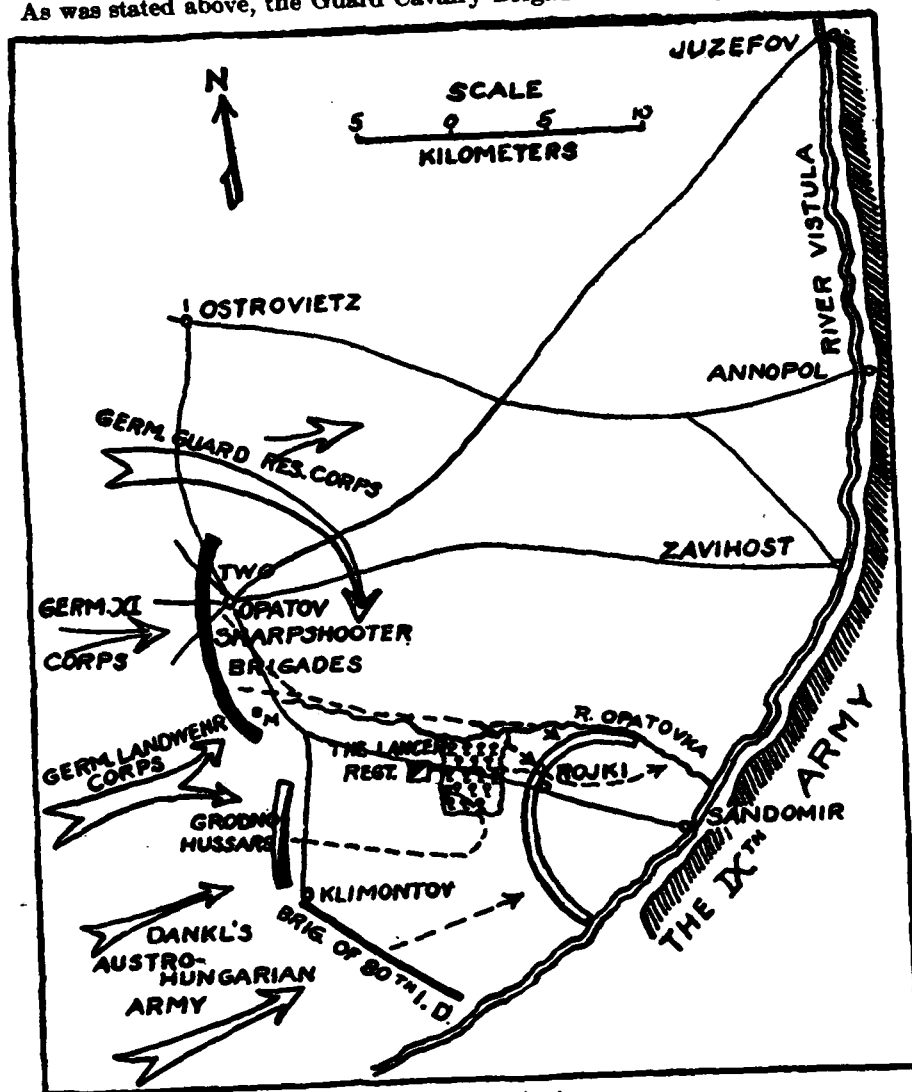 As was stated above, the Guard Cavalry
JUZEFOV
N
SCALE
5 0 5
KILOMETERS
RIVER VISTULA
OSTROVIETZ
ANNOPOL
GERM. GUARD RES. CORPS
ZAVIHOST
TWO
OPATOV
SHARPSHOOTER
BRIGADES
GERM. XI
CORPS
M
R. OPATOVKA
GERM. LANDWEHR
CORPS
THE LANCER
REGT.
ROJKI
SANDOMIR
GRODNO
HUSSARS
THE IXTH ARMY
KLIMONTOV
BRIG. OF 80TH I.D.
DANKL'S
AUSTRO-
HUNGARIAN
ARMY